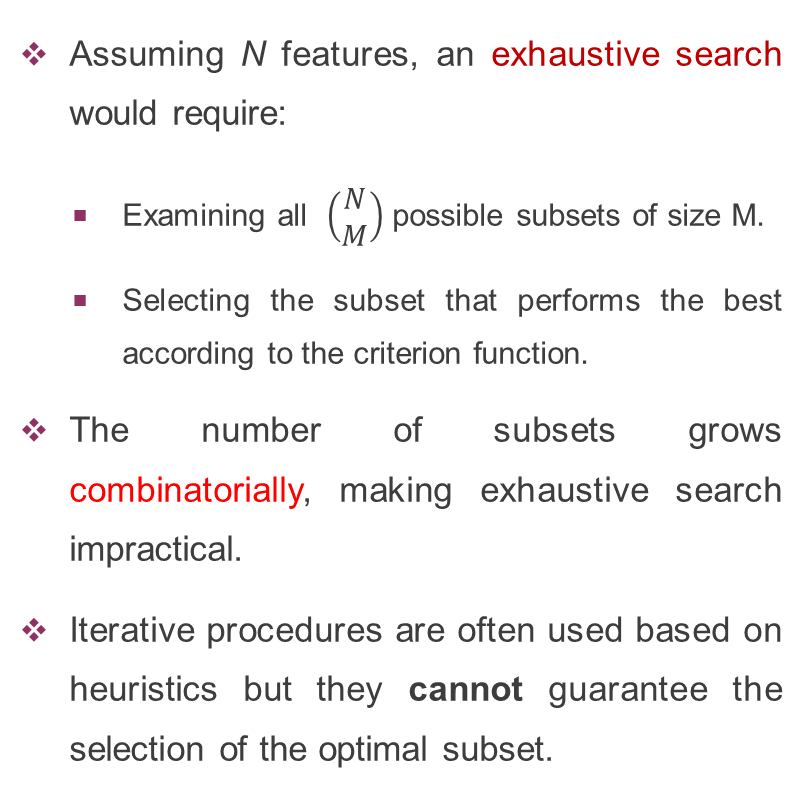 ❖ Assuming N features, an exhaustive search
would require:
▪ Examining all (N M) possible subsets of size M.
▪ Selecting the subset that performs the best
according to the criterion function.
❖ The number of subsets grows
combinatorially, making exhaustive search
impractical.
❖ Iterative procedures are often used based on
heuristics but they cannot guarantee the
selection of the optimal subset.